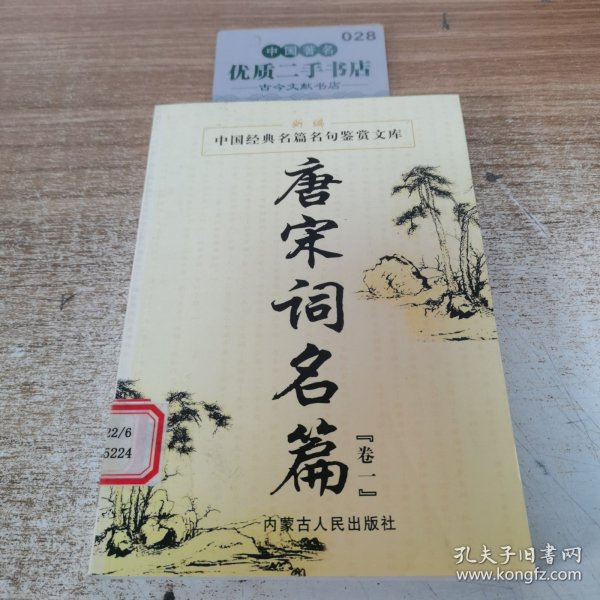 028
中国著名
优质二手书店
古今文献书店
新编
中国经典名篇名句鉴赏文库
唐宋词名篇
『卷一』
内蒙古人民出版社
22/6
5224
孔夫子旧书网
www.kongfz.com